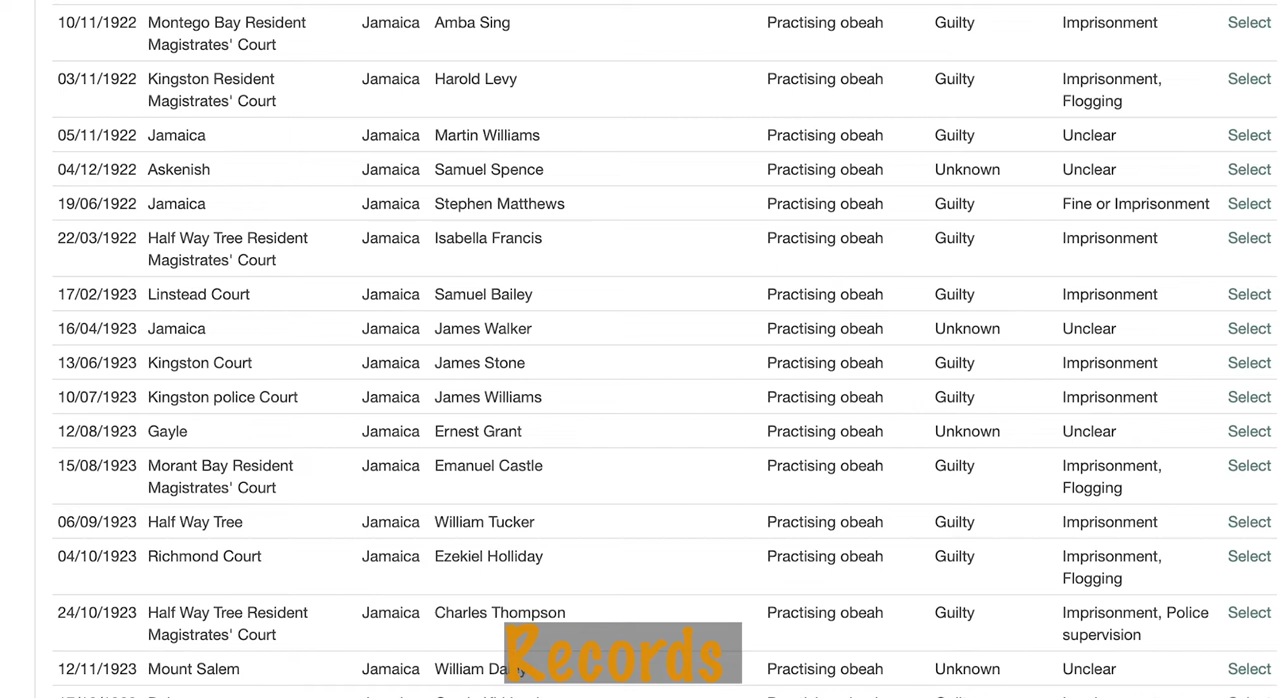 10/11/1922 Montego Bay Resident Jamaica Amba Sing Practising obeah Guilty Imprisonment Select
Magistrates' Court
03/11/1922 Kingston Resident Jamaica Harold Levy Practising obeah Guilty Imprisonment, Select
Magistrates' Court Flogging
05/11/1922 Jamaica Jamaica Martin Williams Practising obeah Guilty Unclear Select
04/12/1922 Askenish Jamaica Samuel Spence Practising obeah Unknown Unclear Select
19/06/1922 Jamaica Jamaica Stephen Matthews Practising obeah Guilty Fine or Imprisonment Select
22/03/1922 Half Way Tree Resident Jamaica Isabella Francis Practising obeah Guilty Imprisonment Select
Magistrates' Court
17/02/1923 Linstead Court Jamaica Samuel Bailey Practising obeah Guilty Imprisonment Select
16/04/1923 Jamaica Jamaica James Walker Practising obeah Unknown Unclear Select
13/06/1923 Kingston Court Jamaica James Stone Practising obeah Guilty Imprisonment Select
10/07/1923 Kingston police Court Jamaica James Williams Practising obeah Guilty Imprisonment Select
12/08/1923 Gayle Jamaica Ernest Grant Practising obeah Unknown Unclear Select
15/08/1923 Morant Bay Resident Jamaica Emanuel Castle Practising obeah Guilty Imprisonment, Select
Magistrates' Court Flogging
06/09/1923 Half Way Tree Jamaica William Tucker Practising obeah Guilty Imprisonment Select
04/10/1923 Richmond Court Jamaica Ezekiel Holliday Practising obeah Guilty Imprisonment, Select
Flogging
24/10/1923 Half Way Tree Resident Jamaica Charles Thompson Practising obeah Guilty Imprisonment, Police Select
Magistrates' Court supervision
Records
12/11/1923 Mount Salem Jamaica William Practising obeah Unknown Unclear Select